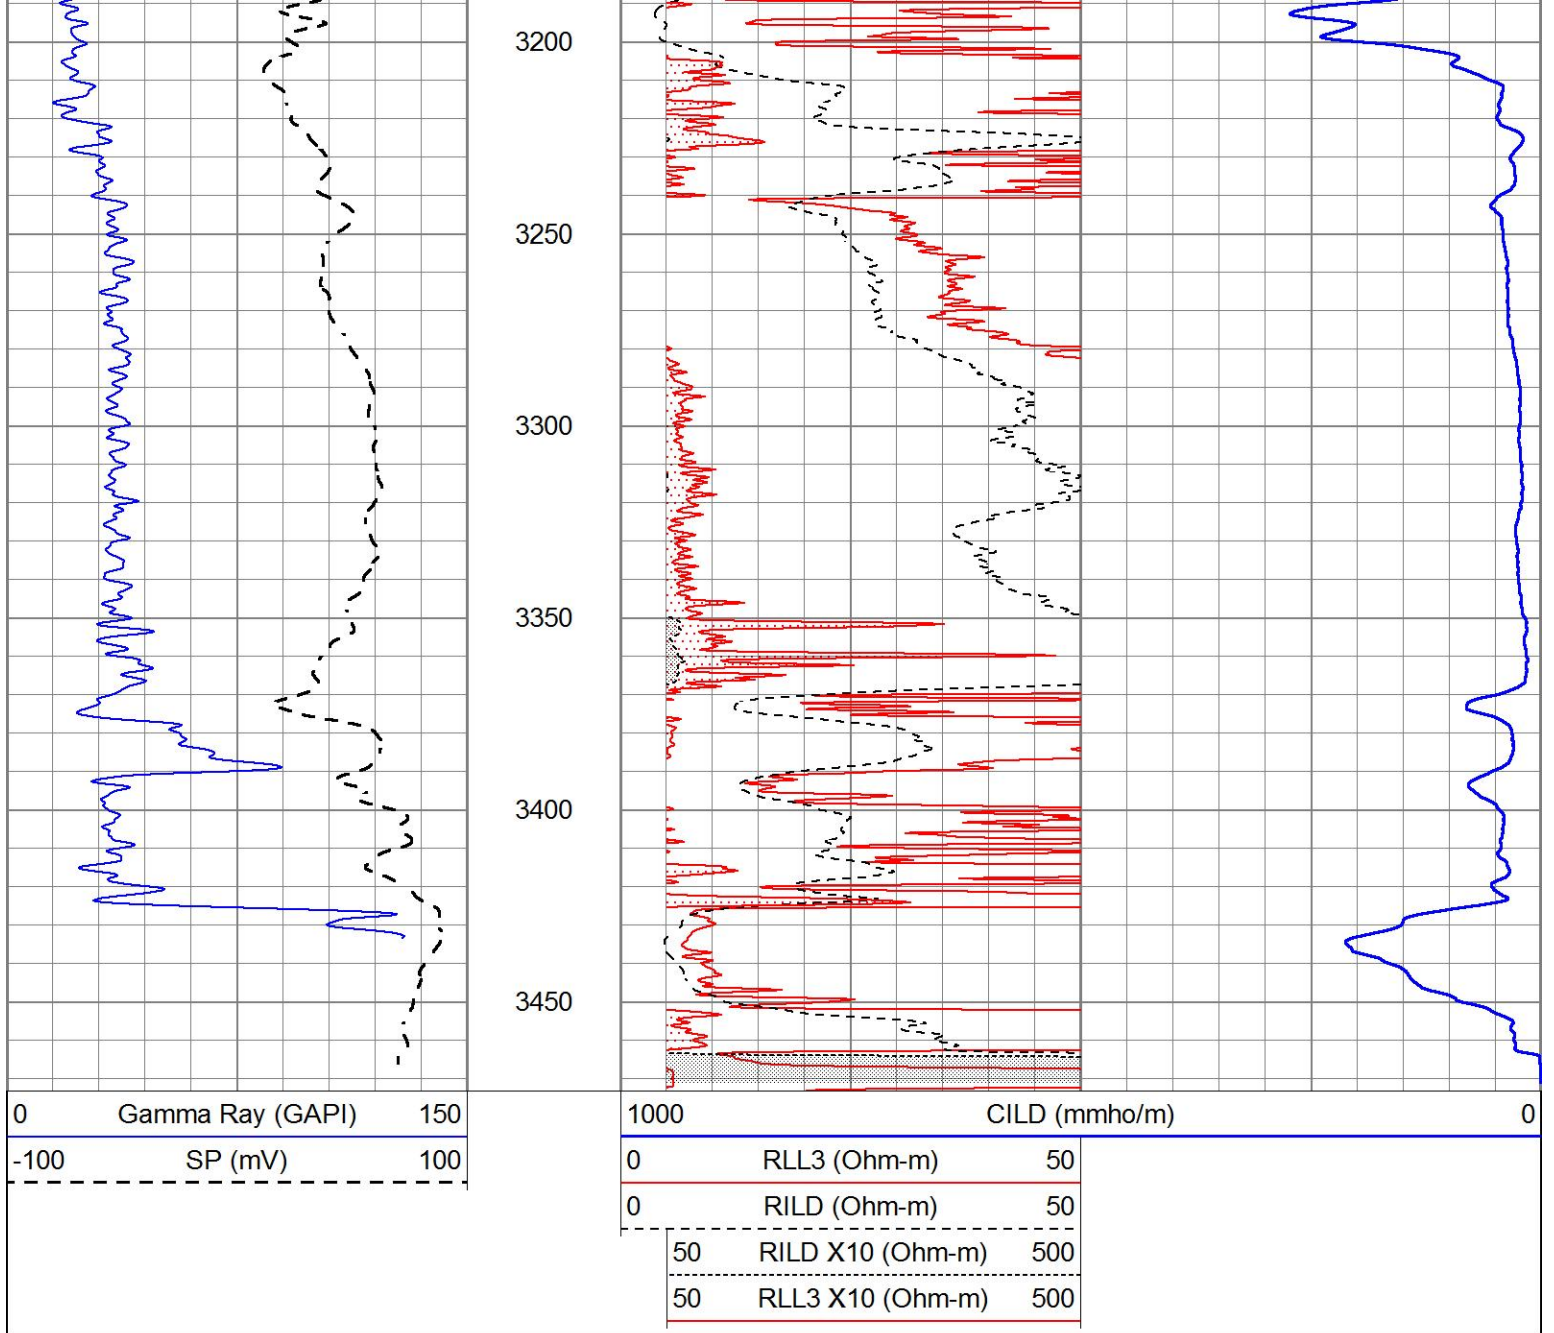 3200
3250
3300
3350
3400
3450
0 Gamma Ray (GAPI) 150
-100 SP (mV) 100
1000 CILD (mmho/m) 0
0 RLL3 (Ohm-m) 50
0 RILD (Ohm-m) 50
50 RILD X10 (Ohm-m) 500
50 RLL3 X10 (Ohm-m) 500